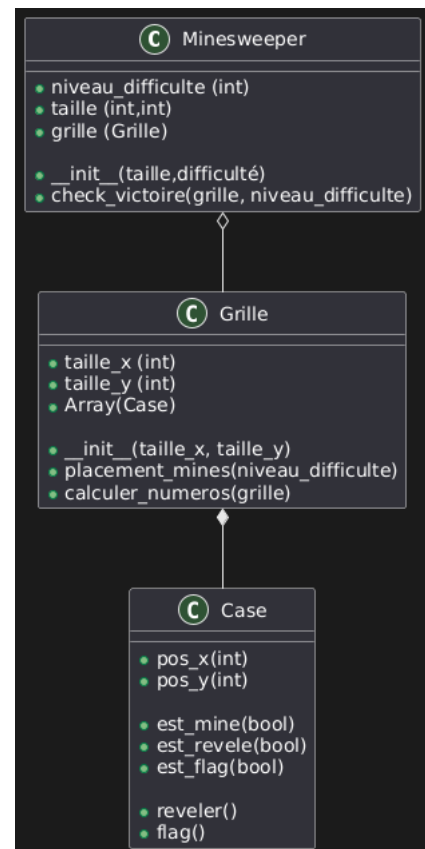 C Minesweeper
niveau_difficulte (int)
taille (int,int)
grille (Grille)
__init__(taille,difficulté)
check_victoire(grille, niveau_difficulte)
C Grille
taille_x (int)
taille_y (int)
Array(Case)
__init__(taille_x, taille_y)
placement_mines(niveau_difficulte)
calculer_numeros(grille)
C Case
pos_x(int)
pos_y(int)
est_mine(bool)
est_revele(bool)
est_flag(bool)
reveler()
flag()